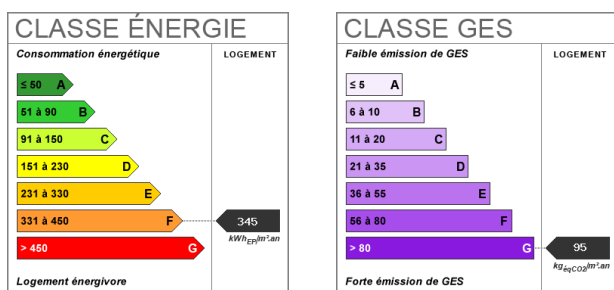 CLASSE ÉNERGIE
Consommation énergétique
LOGEMENT
≤ 50 A
51 à 90 B
91 à 150 C
151 à 230 D
231 à 330 E
331 à 450 F
345
kWhEP/m².an
> 450 G
Logement énergivore
CLASSE GES
Faible émission de GES
LOGEMENT
≤ 5 A
6 à 10 B
11 à 20 C
21 à 35 D
36 à 55 E
56 à 80 F
> 80 G
95
kgéqCO2/m².an
Forte émission de GES